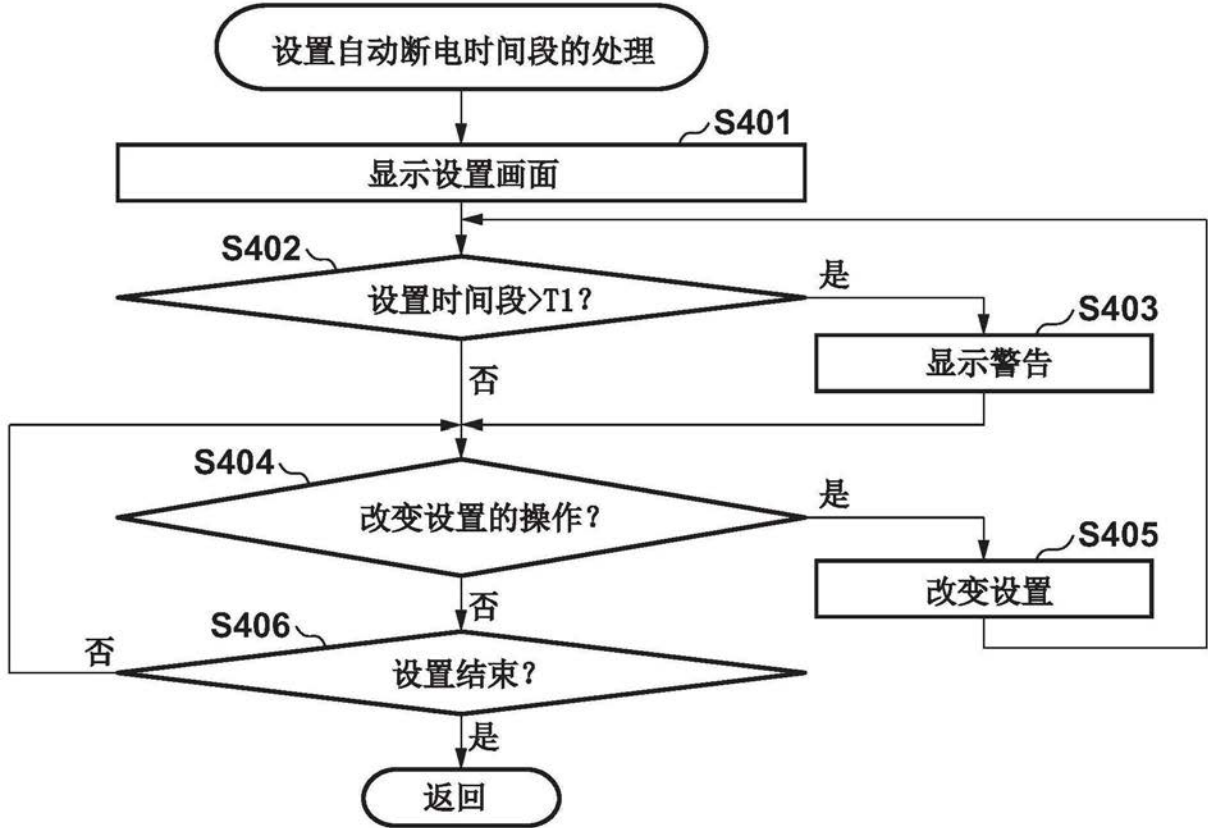 设置自动断电时间段的处理
S401
显示设置画面
S402
设置时间段>T1?
是
S403
显示警告
否
S404
改变设置的操作?
是
S405
改变设置
否
S406
否
设置结束?
是
返回